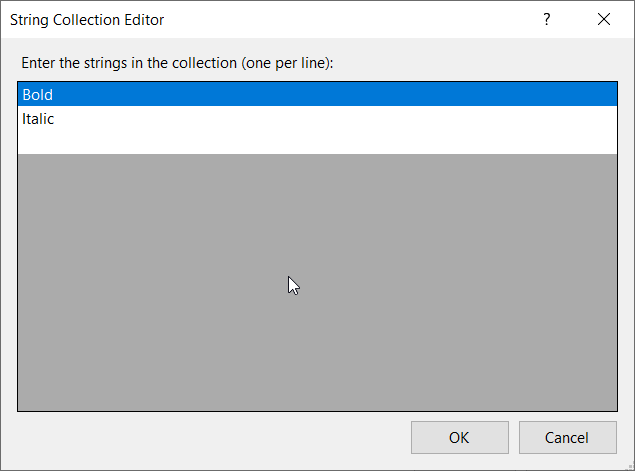 String Collection Editor
?
Enter the strings in the collection (one per line):
Bold
Italic
OK
Cancel